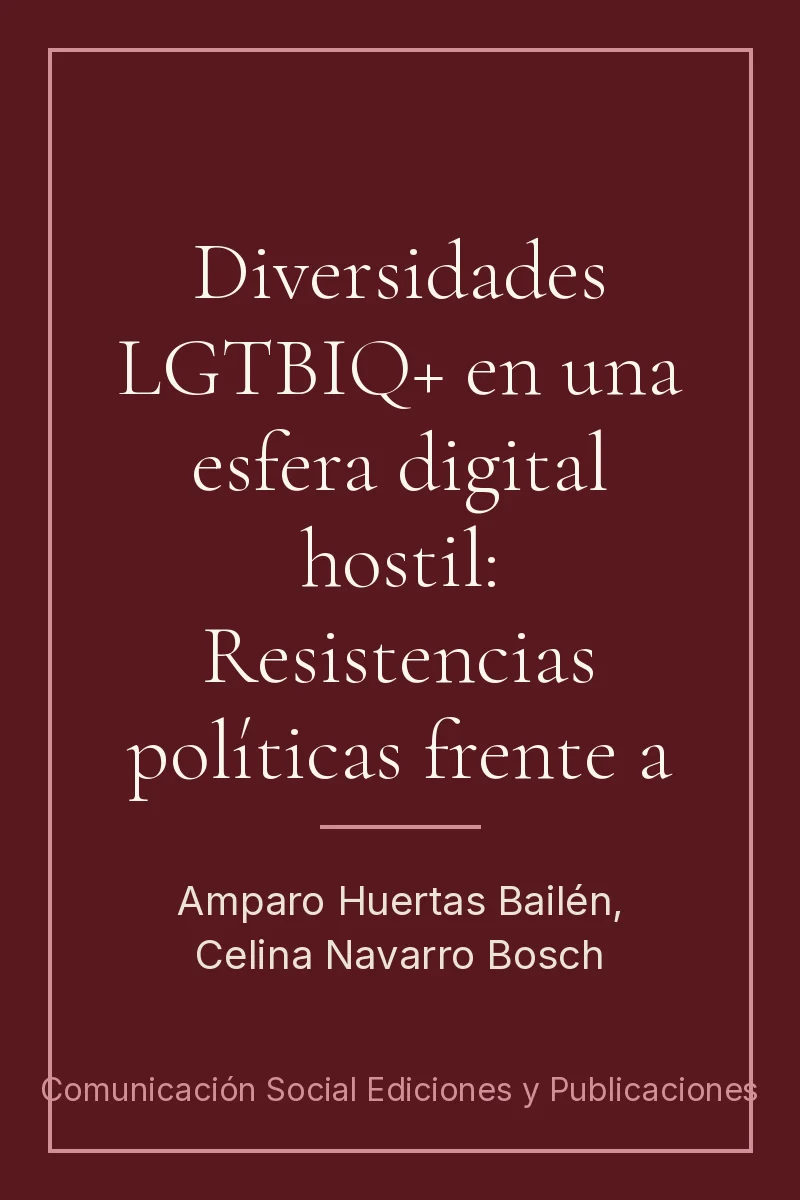 Diversidades
LGTBIQ+ en una
esfera digital
hostil:
Resistencias
políticas frente a
Amparo Huertas Bailén,
Celina Navarro Bosch
Comunicación Social Ediciones y Publicaciones